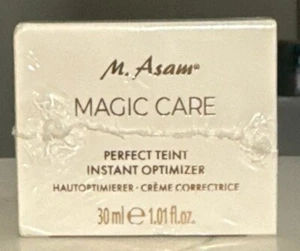 M. Asam®
MAGIC CARE
PERFECT TEINT
INSTANT OPTIMIZER
HAUTOPTIMIERER · CRÈME CORRECTRICE
30 ml ℮ 1.01 fl.oz.